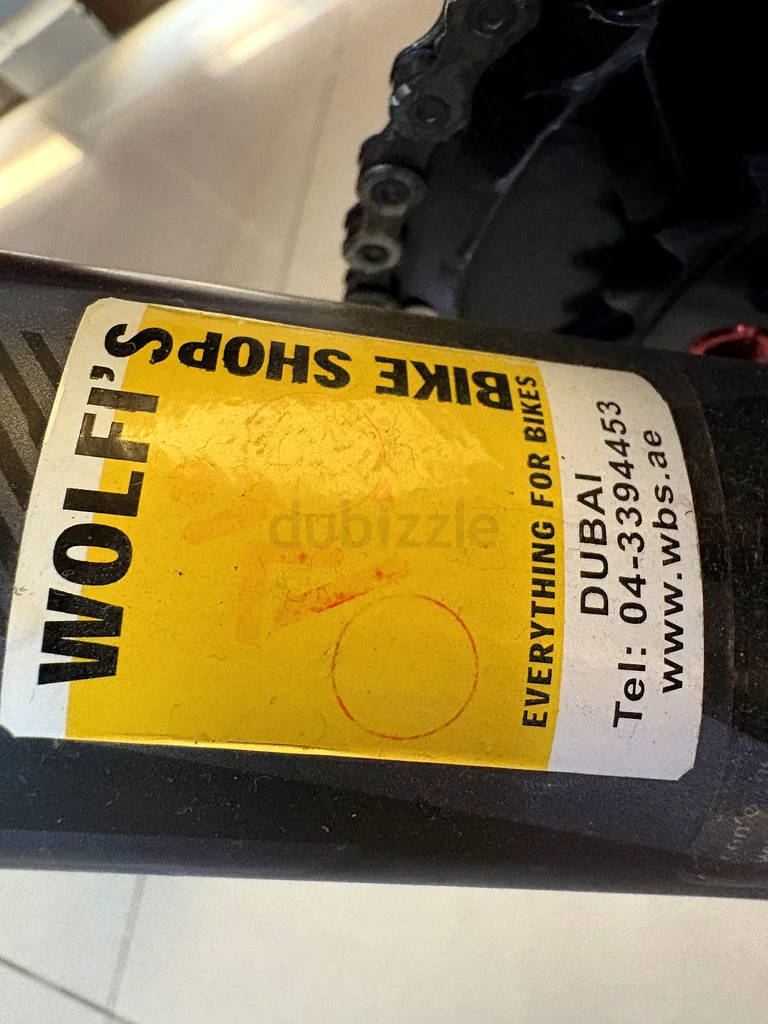 WOLFI'S
BIKE SHOPS
EVERYTHING FOR BIKES
DUBAI
Tel: 04-3394453
www.wbs.ae
dubizzle